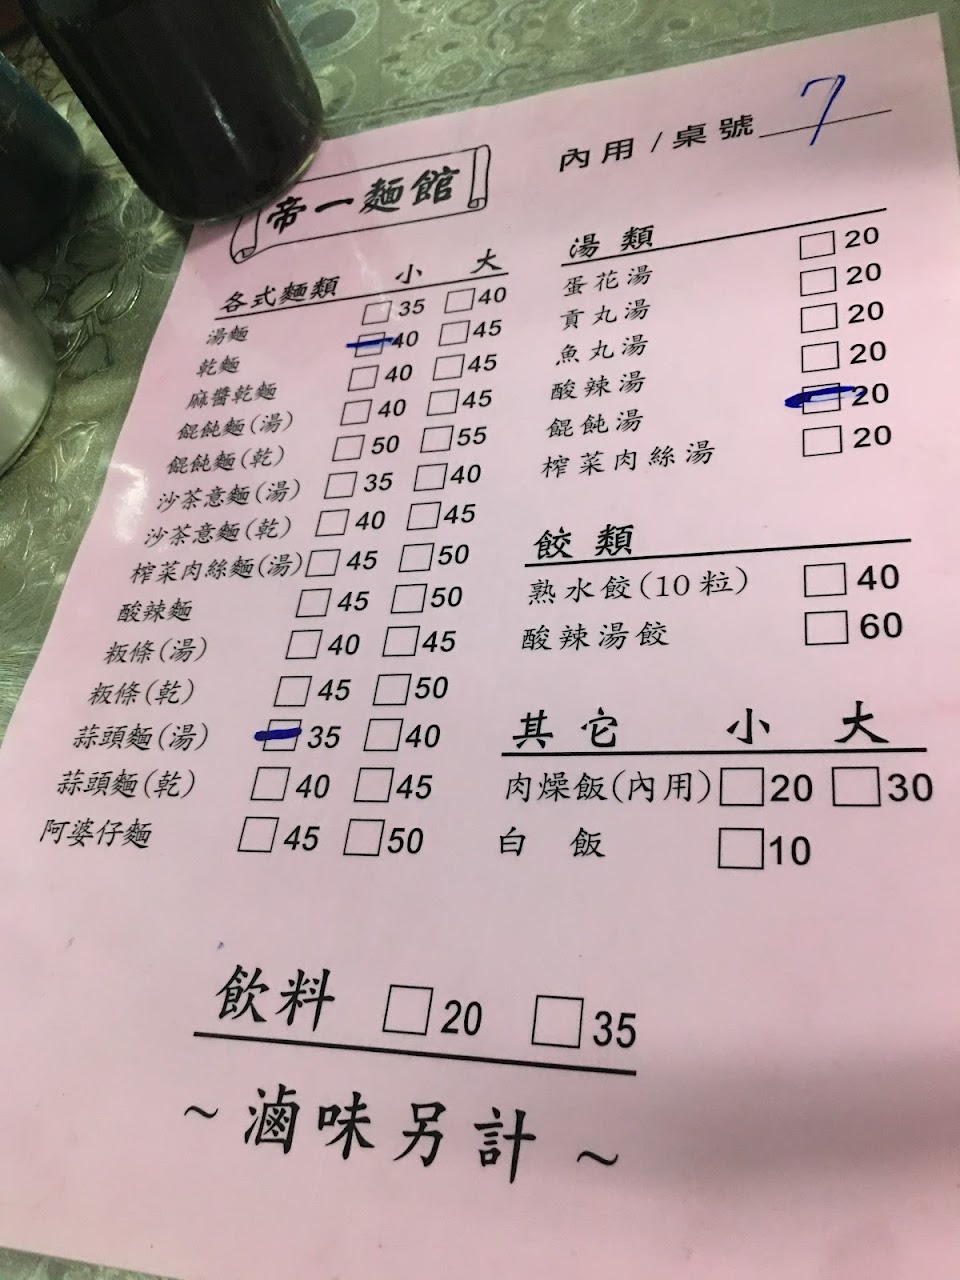 內用/桌號 7
帝一麵館
各式麵類 小 大
湯麵 □35 □40
乾麵 □40 □45
麻醬乾麵 □40 □45
餛飩麵(湯) □40 □45
餛飩麵(乾) □50 □55
沙茶意麵(湯) □35 □40
沙茶意麵(乾) □40 □45
榨菜肉絲麵(湯) □45 □50
酸辣麵 □45 □50
粄條(湯) □40 □45
粄條(乾) □45 □50
蒜頭麵(湯) □35 □40
蒜頭麵(乾) □40 □45
阿婆仔麵 □45 □50
湯類
蛋花湯 □20
貢丸湯 □20
魚丸湯 □20
酸辣湯 □20
餛飩湯 □20
榨菜肉絲湯 □20
餃類
熟水餃(10粒) □40
酸辣湯餃 □60
其它 小 大
肉燥飯(內用) □20 □30
白飯 □10
飲料 □20 □35
~滷味另計~